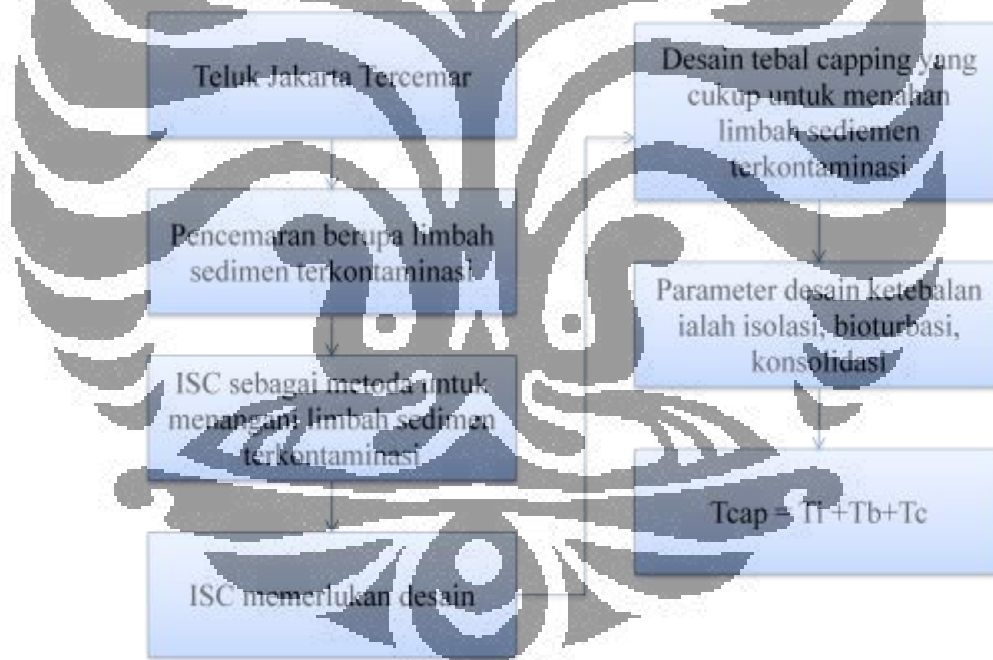 Teluk Jakarta Tercemar
Pencemaran berupa limbah
sedimen terkontaminasi
ISC sebagai metoda untuk
menangani limbah sedimen
terkontaminasi
ISC memerlukan desain
Desain tebal capping yang
cukup untuk menahan
limbah sediemen
terkontaminasi
Parameter desain ketebalan
ialah isolasi, bioturbasi,
konsolidasi
Tcap = Ti +Tb+Tc